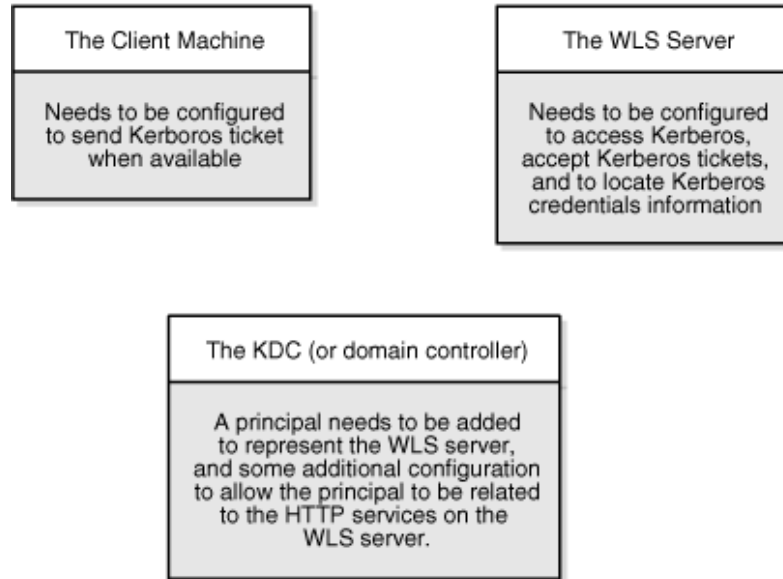 The Client Machine
Needs to be configured
to send Kerboros ticket
when available
The WLS Server
Needs to be configured
to access Kerberos,
accept Kerberos tickets,
and to locate Kerberos
credentials information
The KDC (or domain controller)
A principal needs to be added
to represent the WLS server,
and some additional configuration
to allow the principal to be related
to the HTTP services on the
WLS server.